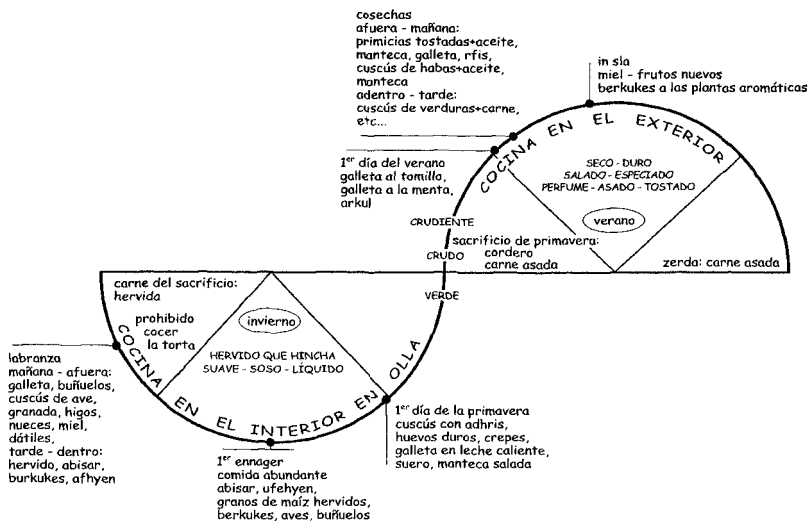 cosechas
afuera - mañana:
primicias tostadas+aceite,
manteca, galleta, rfis,
cuscús de habas+aceite,
manteca
adentro - tarde:
cuscús de verduras+carne,
etc...
in sla
miel - frutos nuevos
berkukes a las plantas aromáticas
COCINA EN EL EXTERIOR
1er día del verano
galleta al tomillo,
galleta a la menta,
arkul
SECO - DURO
SALADO - ESPECIADO
PERFUME - ASADO - TOSTADO
verano
CRUDIENTE
CRUDO
VERDE
sacrificio de primavera:
cordero
carne asada
zerda: carne asada
carne del sacrificio:
hervida
prohibido
cocer
la torta
invierno
HERVIDO QUE HINCHA
SUAVE - SOSO - LÍQUIDO
COCINA EN EL INTERIOR EN OLLA
labranza
mañana - afuera:
galleta, buñuelos,
cuscús de ave,
granada, higos,
nueces, miel,
dátiles,
tarde - dentro:
hervido, abisar,
burkukes, afhyen
1er ennager
comida abundante
abisar, ufehyen,
granos de maíz hervidos,
berkukes, aves, buñuelos
1er día de la primavera
cuscús con adhris,
huevos duros, crepes,
galleta en leche caliente,
suero, manteca salada